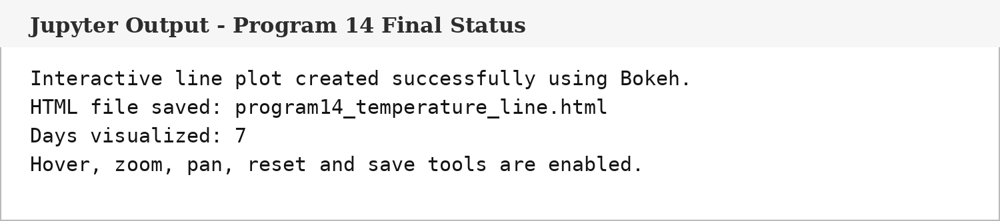 Jupyter Output - Program 14 Final Status
Interactive line plot created successfully using Bokeh.
HTML file saved: program14_temperature_line.html
Days visualized: 7
Hover, zoom, pan, reset and save tools are enabled.